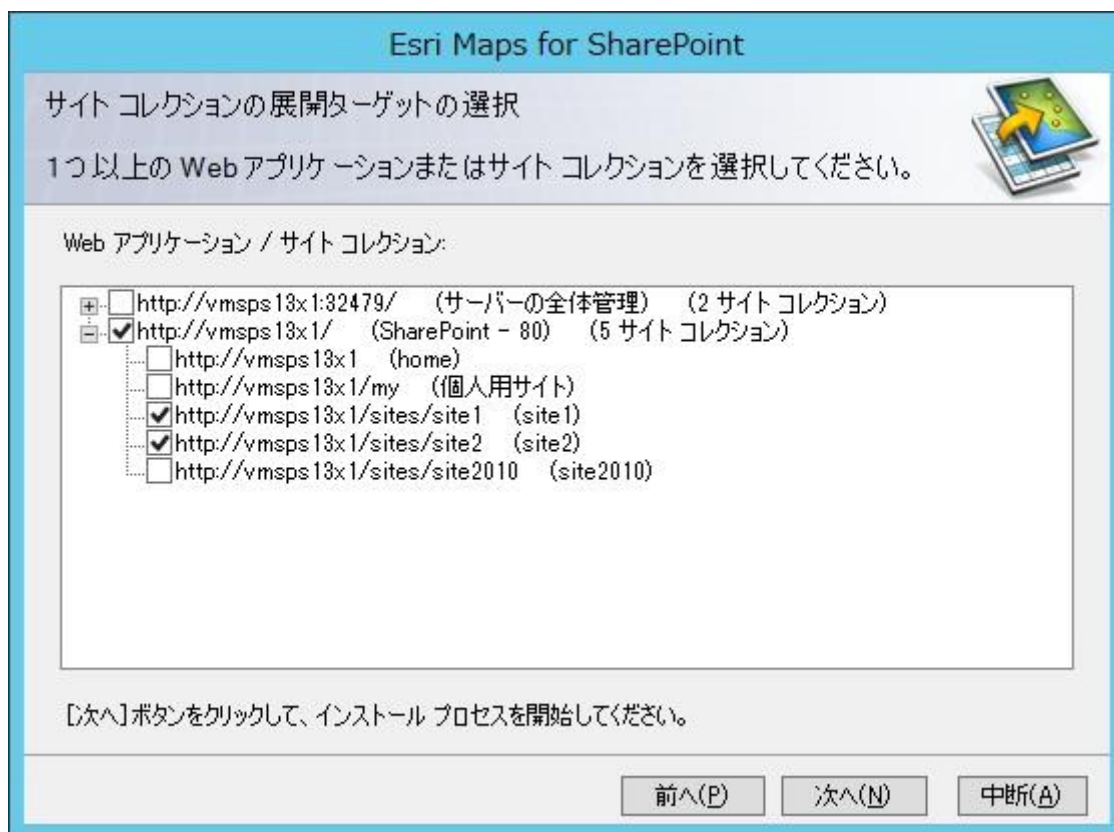 Esri Maps for SharePoint
サイト コレクションの展開ターゲットの選択
1つ以上の Web アプリケーションまたはサイト コレクションを選択してください。
Web アプリケーション / サイト コレクション:
http://vmsps13x1:32479/ (サーバーの全体管理) (2 サイト コレクション)
http://vmsps13x1/ (SharePoint - 80) (5 サイト コレクション)
http://vmsps13x1 (home)
http://vmsps13x1/my (個人用サイト)
http://vmsps13x1/sites/site1 (site1)
http://vmsps13x1/sites/site2 (site2)
http://vmsps13x1/sites/site2010 (site2010)
[次へ]ボタンをクリックして、インストール プロセスを開始してください。
前へ(P) 次へ(N) 中断(A)